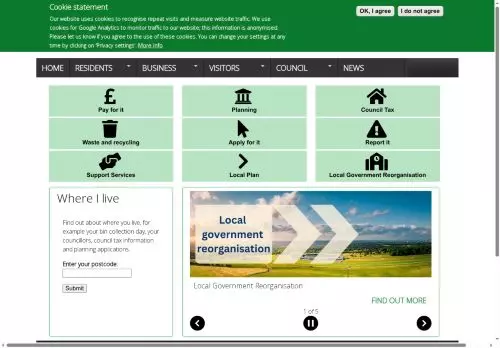 Cookie statement
Our website uses cookies to recognise repeat visits and measure website traffic. We use
cookies for Google Analytics to monitor traffic to our website; this information is anonymised.
Please let us know if you agree to the use of these cookies. You can change your settings at
any time by clicking on 'Privacy settings'. More info
OK, I agree
I do not agree
HOME RESIDENTS BUSINESS VISITORS COUNCIL NEWS
Pay for it
Planning
Council Tax
Waste and recycling
Apply for it
Report it
Support Services
Local Plan
Local Government Reorganisation
Where I live
Find out about where you live, for
example your bin collection day, your
councillors, council tax information
and planning applications.
Enter your postcode:
Submit
Local
government
reorganisation
Local Government Reorganisation
FIND OUT MORE
1 of 5